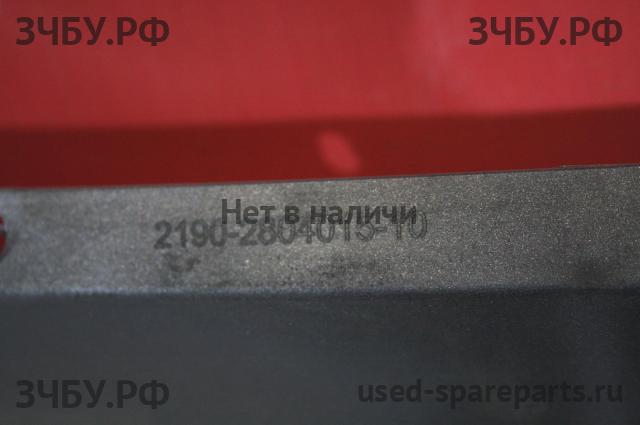 ЗЧБУ.РФ ЗЧБУ.РФ
Нет в наличи
2190-2804015-10
ЗЧБУ.РФ used-spareparts.ru